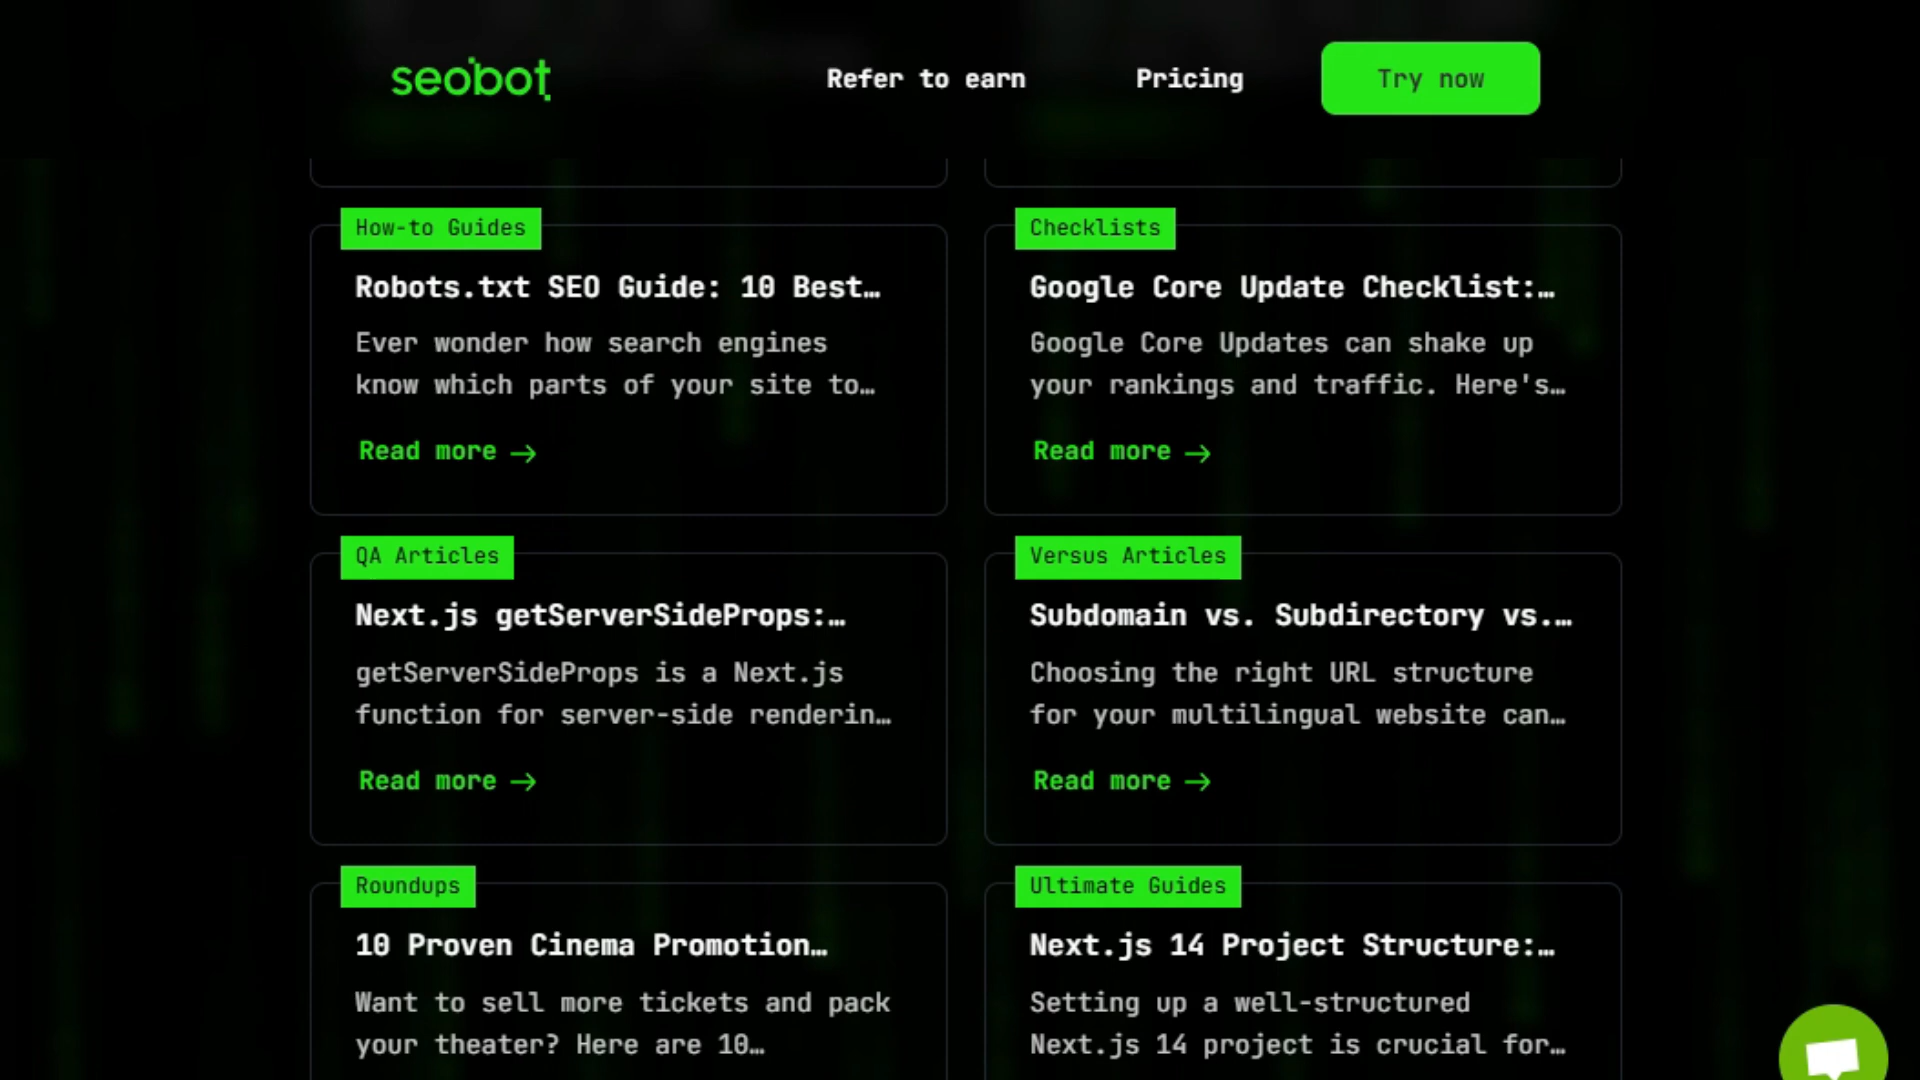 seobot
Refer to earn
Pricing
Try now
How-to Guides
Robots.txt SEO Guide: 10 Best…
Ever wonder how search engines
know which parts of your site to…
Read more →
Checklists
Google Core Update Checklist:…
Google Core Updates can shake up
your rankings and traffic. Here's…
Read more →
QA Articles
Next.js getServerSideProps:…
getServerSideProps is a Next.js
function for server-side renderin…
Read more →
Versus Articles
Subdomain vs. Subdirectory vs.…
Choosing the right URL structure
for your multilingual website can…
Read more →
Roundups
10 Proven Cinema Promotion…
Want to sell more tickets and pack
your theater? Here are 10…
Ultimate Guides
Next.js 14 Project Structure:…
Setting up a well-structured
Next.js 14 project is crucial for…